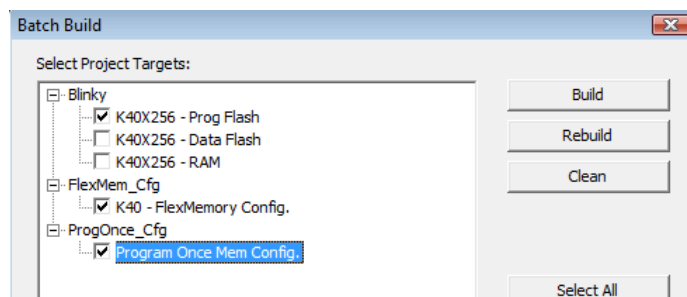 Batch Build
Select Project Targets:
Blinky
K40X256 - Prog Flash
K40X256 - Data Flash
K40X256 - RAM
FlexMem_Cfg
K40 - FlexMemory Config.
ProgOnce_Cfg
Program Once Mem Config.
Build
Rebuild
Clean
Select All